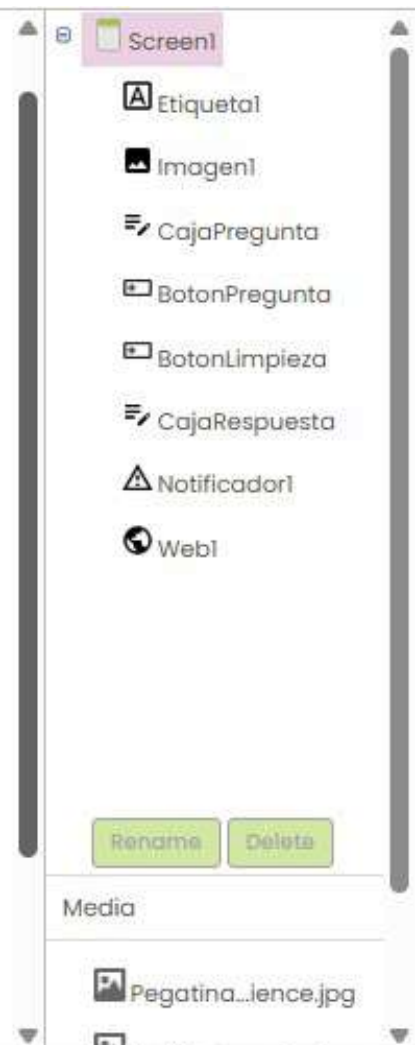 Screen1
Etiqueta1
Imagen1
CajaPregunta
BotonPregunta
BotonLimpieza
CajaRespuesta
Notificador1
Web1
Rename Delete
Media
Pegatina...ience.jpg